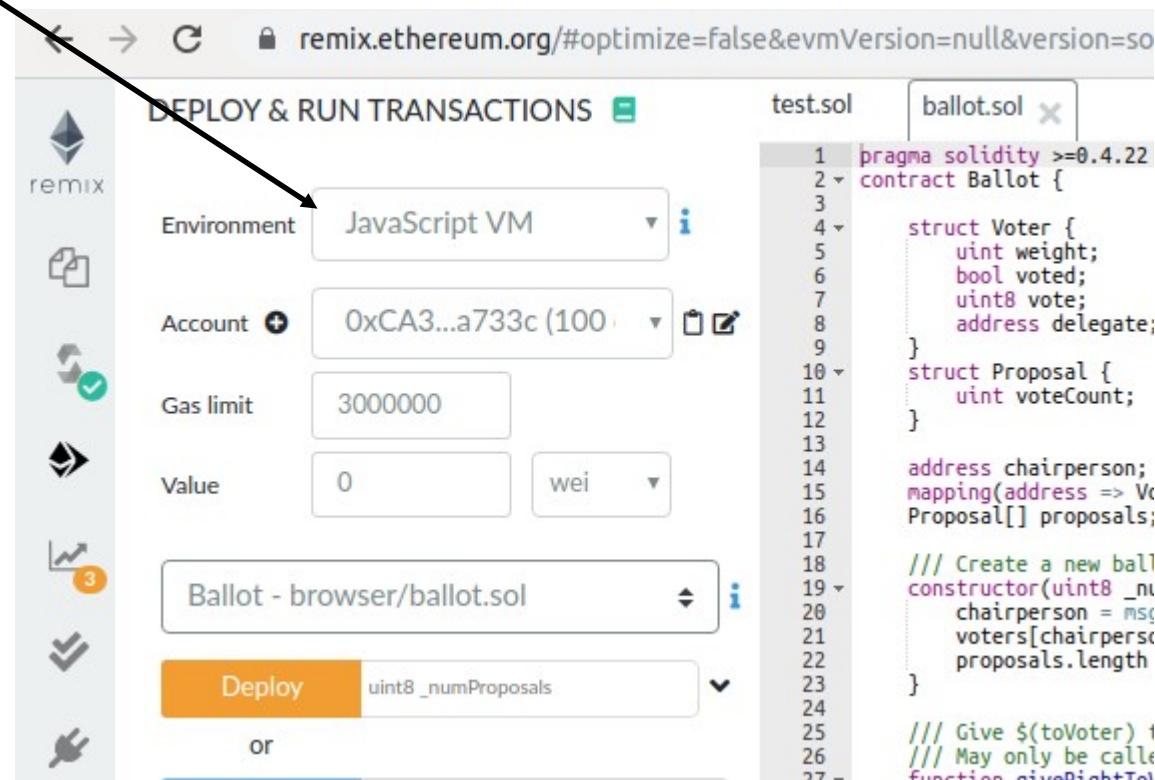 remix.ethereum.org/#optimize=false&evmVersion=null&version=so
DEPLOY & RUN TRANSACTIONS
remix
Environment JavaScript VM
Account 0xCA3...a733c (100
Gas limit 3000000
Value 0 wei
3
Ballot - browser/ballot.sol
Deploy uint8 _numProposals
or
test.sol ballot.sol
1 pragma solidity >=0.4.22
2 contract Ballot {
3
4 struct Voter {
5 uint weight;
6 bool voted;
7 uint8 vote;
8 address delegate;
9 }
10 struct Proposal {
11 uint voteCount;
12 }
13
14 address chairperson;
15 mapping(address => Vo
16 Proposal[] proposals;
17
18 /// Create a new ball
19 constructor(uint8 _nu
20 chairperson = msg
21 voters[chairperso
22 proposals.length
23 }
24
25 /// Give $(toVoter) t
26 /// May only be calle
27 function giveRightToV